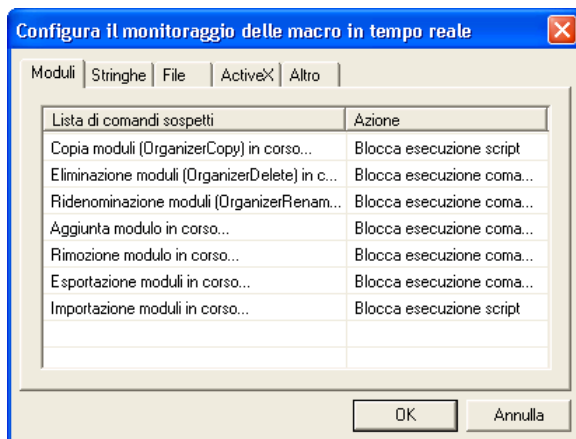 Configura il monitoraggio delle macro in tempo reale
Moduli Stringhe File ActiveX Altro
Lista di comandi sospetti Azione
Copia moduli (OrganizerCopy) in corso... Blocca esecuzione script
Eliminazione moduli (OrganizerDelete) in c... Blocca esecuzione coma...
Ridenominazione moduli (OrganizerRenam... Blocca esecuzione coma...
Aggiunta modulo in corso... Blocca esecuzione coma...
Rimozione modulo in corso... Blocca esecuzione coma...
Esportazione moduli in corso... Blocca esecuzione coma...
Importazione moduli in corso... Blocca esecuzione script
OK Annulla